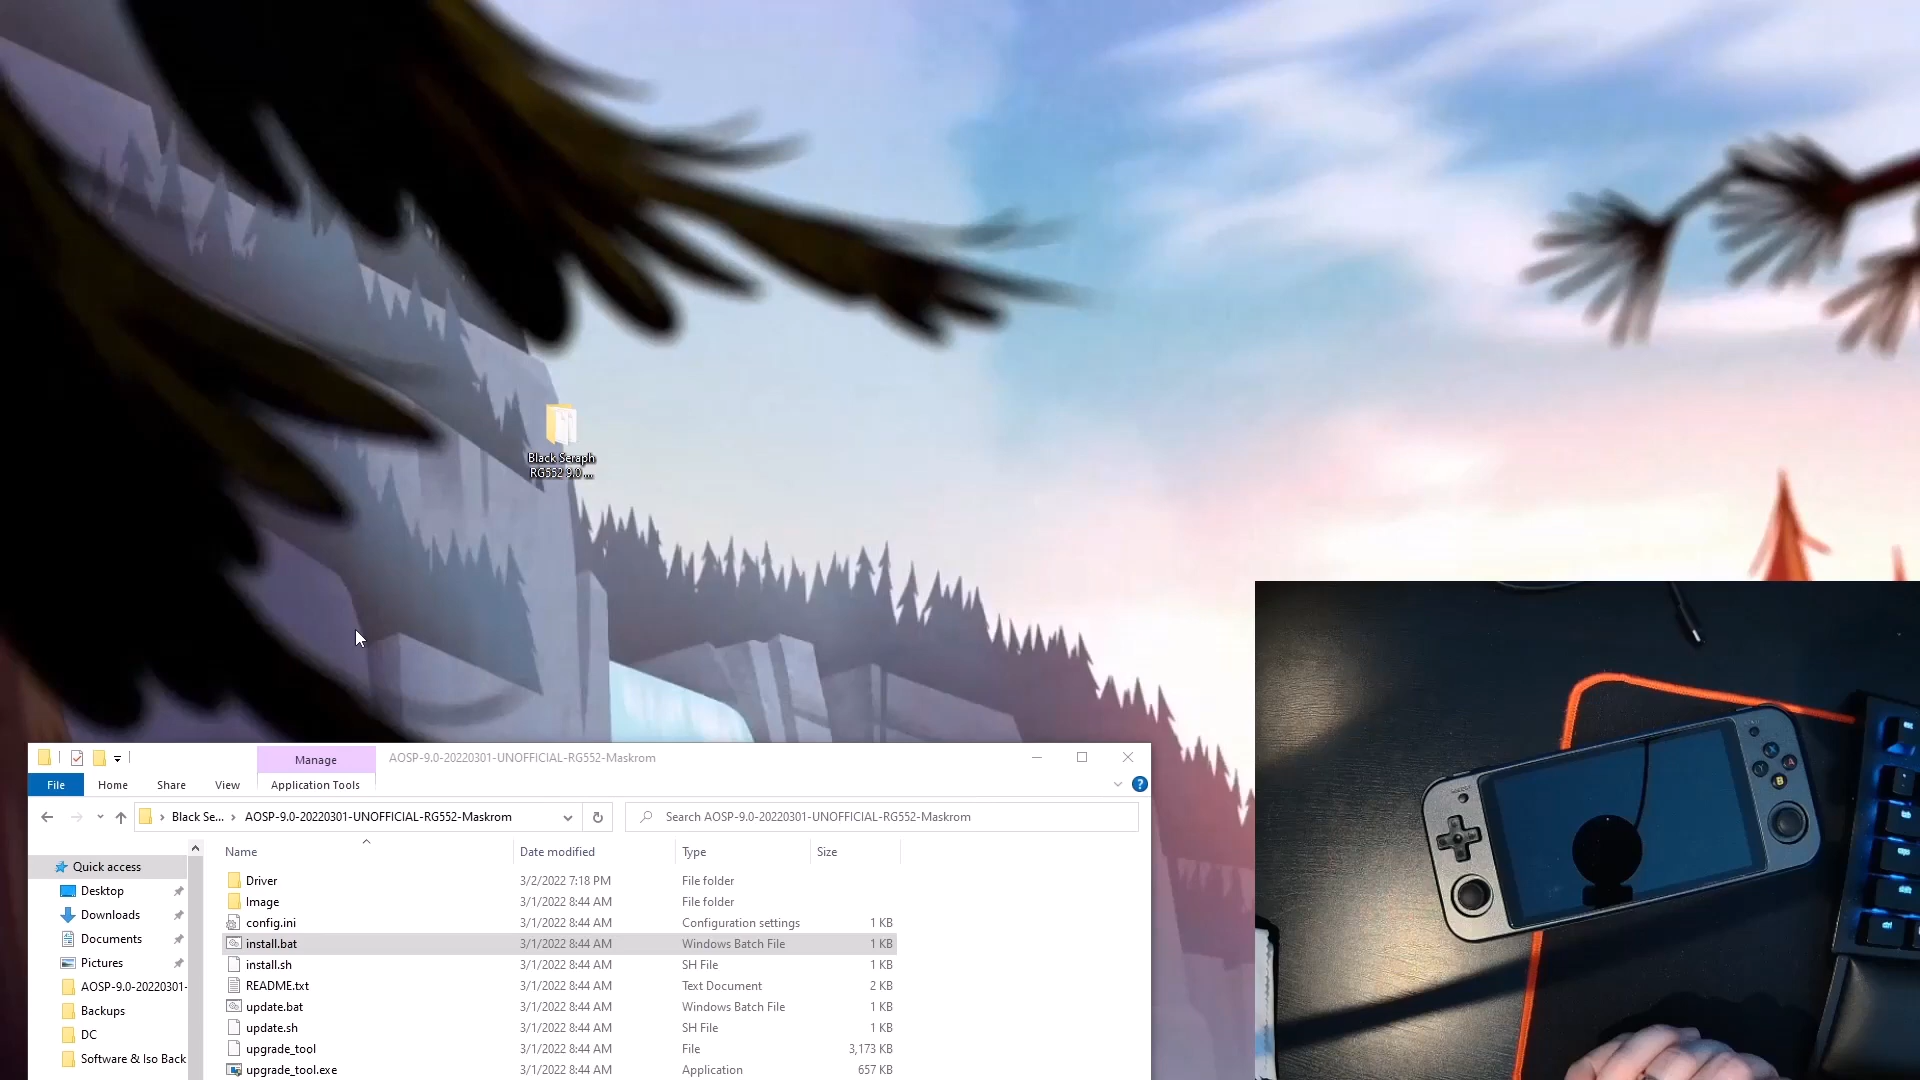 Black Seraph
RG552 9.0 ...
Manage
AOSP-9.0-20220301-UNOFFICIAL-RG552-Maskrom
File
Home
Share
View
Application Tools
Black Se...
AOSP-9.0-20220301-UNOFFICIAL-RG552-Maskrom
Search AOSP-9.0-20220301-UNOFFICIAL-RG552-Maskrom
Quick access
Desktop
Downloads
Documents
Pictures
AOSP-9.0-20220301-
Backups
DC
Software & Iso Back
Name Date modified Type Size
Driver 3/2/2022 7:18 PM File folder
Image 3/1/2022 8:44 AM File folder
config.ini 3/1/2022 8:44 AM Configuration settings 1 KB
install.bat 3/1/2022 8:44 AM Windows Batch File 1 KB
install.sh 3/1/2022 8:44 AM SH File 1 KB
README.txt 3/1/2022 8:44 AM Text Document 2 KB
update.bat 3/1/2022 8:44 AM Windows Batch File 1 KB
update.sh 3/1/2022 8:44 AM SH File 1 KB
upgrade_tool 3/1/2022 8:44 AM File 3,173 KB
upgrade_tool.exe 3/1/2022 8:44 AM Application 657 KB
X
A
Y
B